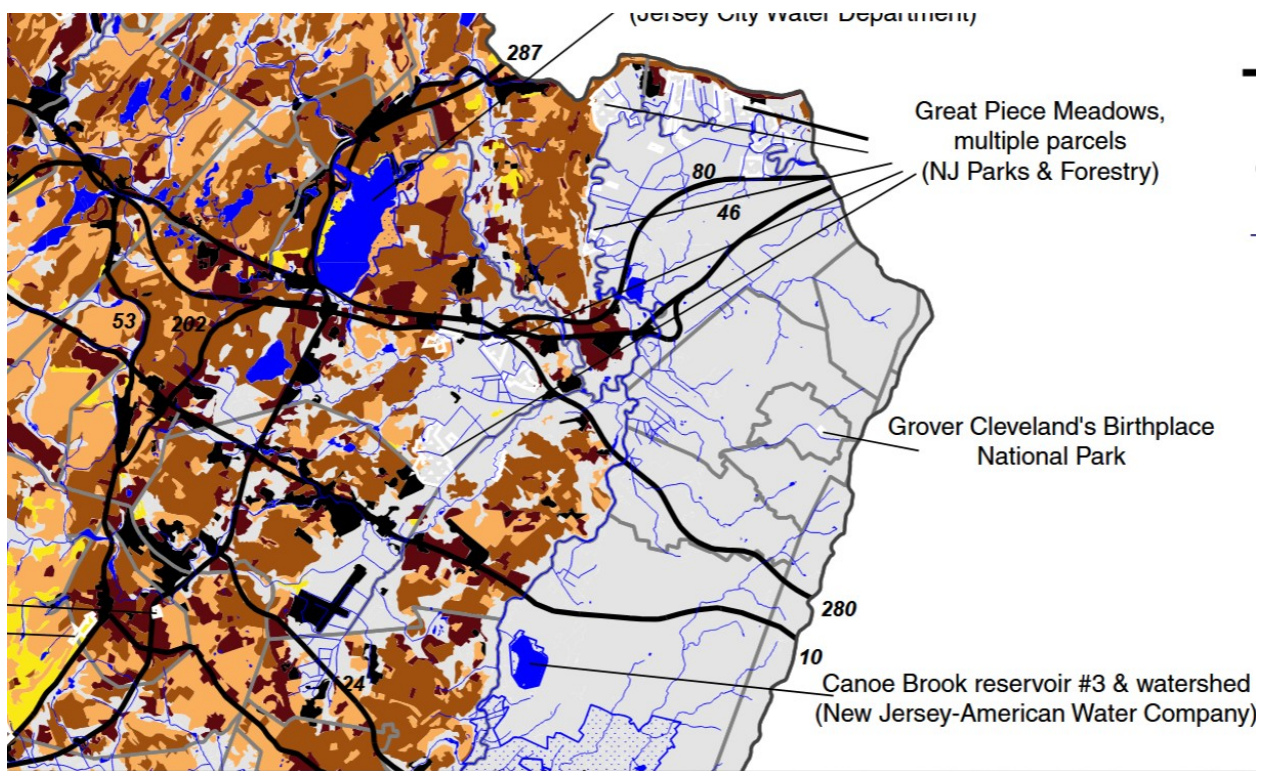 (Jersey City Water Department)
287
Great Piece Meadows,
multiple parcels
(NJ Parks & Forestry)
80
46
53
202
Grover Cleveland's Birthplace
National Park
280
10
124
Canoe Brook reservoir #3 & watershed
(New Jersey-American Water Company)